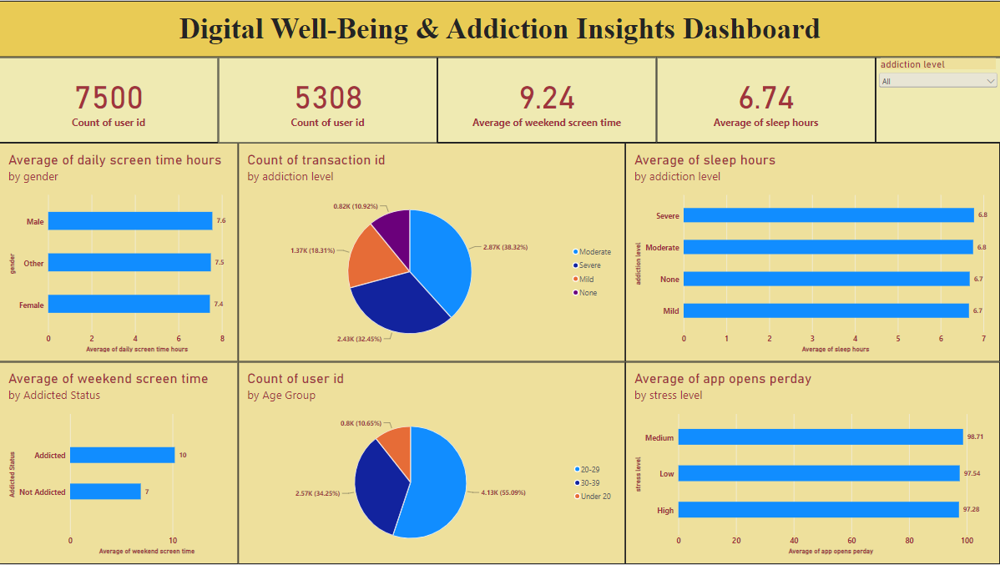 Digital Well-Being & Addiction Insights Dashboard
7500
Count of user id
5308
Count of user id
9.24
Average of weekend screen time
6.74
Average of sleep hours
addiction level
All
Average of daily screen time hours
by gender
gender
Male
7.6
Other
7.5
Female
7.4
0 2 4 6 8
Average of daily screen time hours
Count of transaction id
by addiction level
0.82K (10.92%)
1.37K (18.31%)
2.87K (38.32%)
2.43K (32.45%)
Moderate
Severe
Mild
None
Average of sleep hours
by addiction level
addiction level
Severe
6.8
Moderate
6.8
None
6.7
Mild
6.7
0 1 2 3 4 5 6 7
Average of sleep hours
Average of weekend screen time
by Addicted Status
Addicted Status
Addicted
10
Not Addicted
7
0 10
Average of weekend screen time
Count of user id
by Age Group
0.8K (10.65%)
2.57K (34.25%)
4.13K (55.09%)
20-29
30-39
Under 20
Average of app opens perday
by stress level
stress level
Medium
98.71
Low
97.54
High
97.28
0 20 40 60 80 100
Average of app opens perday